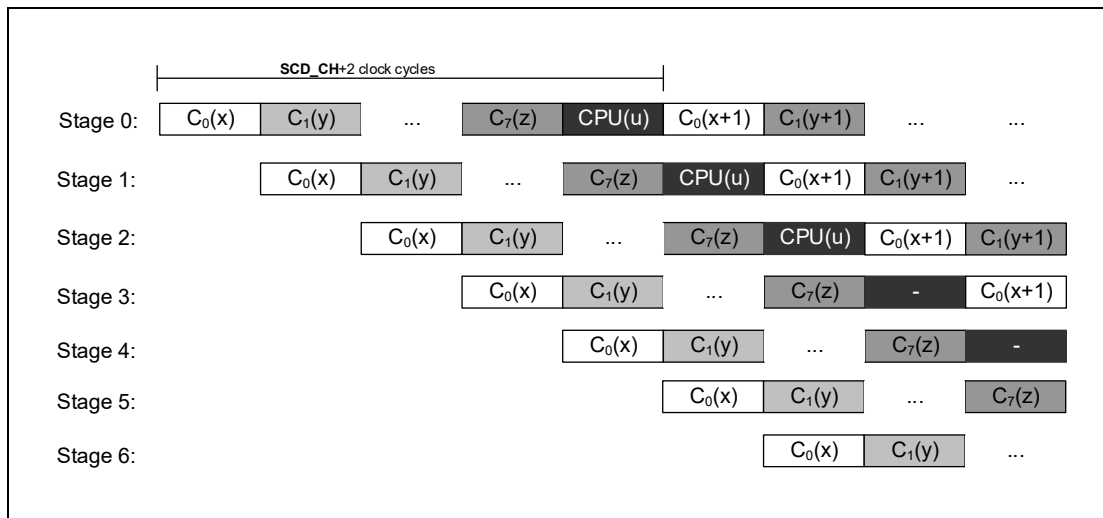 SCD_CH+2 clock cycles
Stage 0: C0(x) C1(y) ... C7(z) CPU(u) C0(x+1) C1(y+1) ... ...
Stage 1: C0(x) C1(y) ... C7(z) CPU(u) C0(x+1) C1(y+1) ...
Stage 2: C0(x) C1(y) ... C7(z) CPU(u) C0(x+1) C1(y+1)
Stage 3: C0(x) C1(y) ... C7(z) - C0(x+1)
Stage 4: C0(x) C1(y) ... C7(z) -
Stage 5: C0(x) C1(y) ... C7(z)
Stage 6: C0(x) C1(y) ...